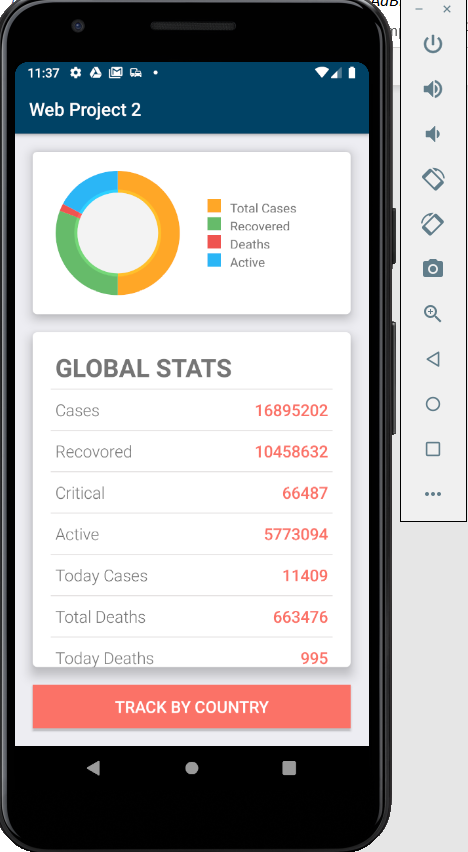 11:37
Web Project 2
Total Cases
Recovered
Deaths
Active
GLOBAL STATS
Cases 16895202
Recovored 10458632
Critical 66487
Active 5773094
Today Cases 11409
Total Deaths 663476
Today Deaths 995
TRACK BY COUNTRY